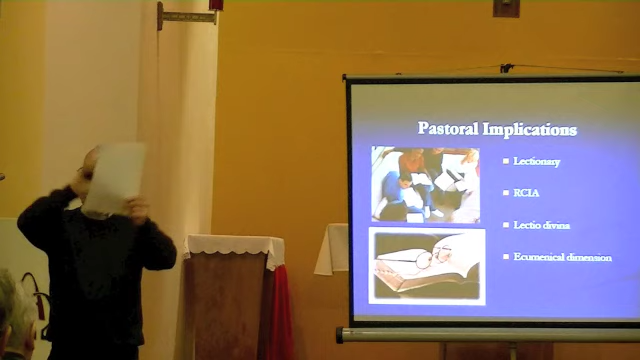 Pastoral Implications
Lectionary
RCIA
Lectio divina
Ecumenical dimension